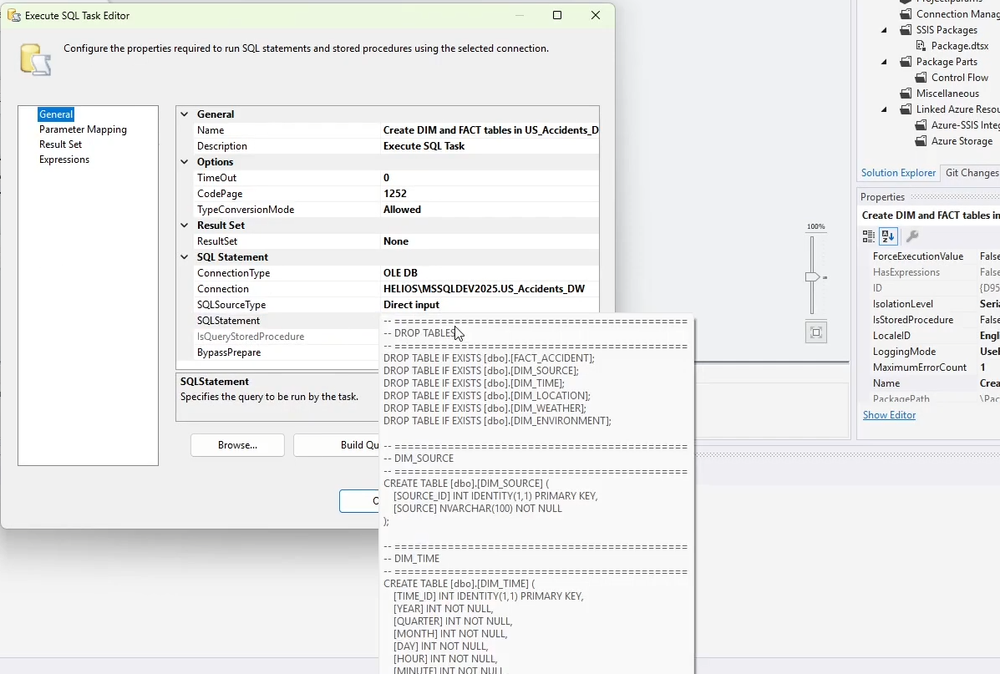 Execute SQL Task Editor
Configure the properties required to run SQL statements and stored procedures using the selected connection.
General
Parameter Mapping
Result Set
Expressions
General
Name Create DIM and FACT tables in US_Accidents_D
Description Execute SQL Task
Options
TimeOut 0
CodePage 1252
TypeConversionMode Allowed
Result Set
ResultSet None
SQL Statement
ConnectionType OLE DB
Connection HELIOS\MSSQLDEV2025.US_Accidents_DW
SQLSourceType Direct input
SQLStatement
IsQueryStoredProcedure
BypassPrepare
SQLStatement
Specifies the query to be run by the task.
Browse...
Build Qu
O
-- ==========================================
-- DROP TABLES
-- ==========================================
DROP TABLE IF EXISTS [dbo].[FACT_ACCIDENT];
DROP TABLE IF EXISTS [dbo].[DIM_SOURCE];
DROP TABLE IF EXISTS [dbo].[DIM_TIME];
DROP TABLE IF EXISTS [dbo].[DIM_LOCATION];
DROP TABLE IF EXISTS [dbo].[DIM_WEATHER];
DROP TABLE IF EXISTS [dbo].[DIM_ENVIRONMENT];
-- ==========================================
-- DIM_SOURCE
-- ==========================================
CREATE TABLE [dbo].[DIM_SOURCE] (
[SOURCE_ID] INT IDENTITY(1,1) PRIMARY KEY,
[SOURCE] NVARCHAR(100) NOT NULL
);
-- ==========================================
-- DIM_TIME
-- ==========================================
CREATE TABLE [dbo].[DIM_TIME] (
[TIME_ID] INT IDENTITY(1,1) PRIMARY KEY,
[YEAR] INT NOT NULL,
[QUARTER] INT NOT NULL,
[MONTH] INT NOT NULL,
[DAY] INT NOT NULL,
[HOUR] INT NOT NULL,
[MINUTE] INT NOT NULL
100%
Project.params
Connection Manag
SSIS Packages
Package.dtsx
Package Parts
Control Flow
Miscellaneous
Linked Azure Resou
Azure-SSIS Integ
Azure Storage
Solution Explorer Git Changes
Properties
Create DIM and FACT tables in
ForceExecutionValue False
HasExpressions False
ID {D95
IsolationLevel Seria
IsStoredProcedure False
LocaleID Engli
LoggingMode UseP
MaximumErrorCount 1
Name Crea
PackagePath \Pac
Show Editor